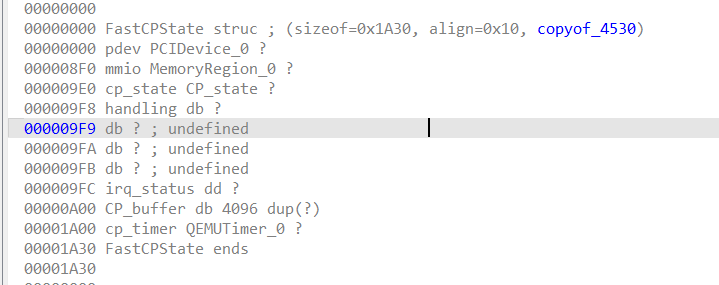 00000000
00000000 FastCPState struc ; (sizeof=0x1A30, align=0x10, copyof_4530)
00000000 pdev PCIDevice_0 ?
000008F0 mmio MemoryRegion_0 ?
000009E0 cp_state CP_state ?
000009F8 handling db ?
000009F9 db ? ; undefined
000009FA db ? ; undefined
000009FB db ? ; undefined
000009FC irq_status dd ?
00000A00 CP_buffer db 4096 dup(?)
00001A00 cp_timer QEMUTimer_0 ?
00001A30 FastCPState ends
00001A30